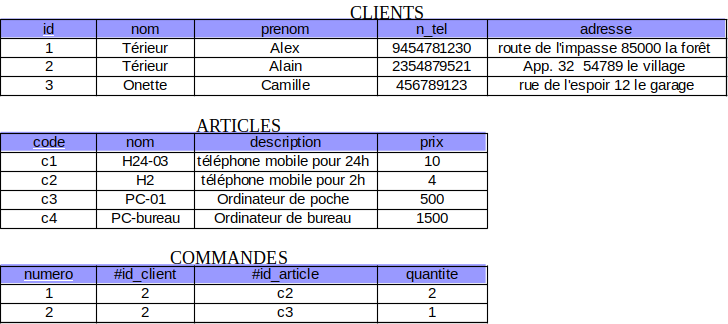 CLIENTS
id nom prenom n_tel adresse
1 Térieur Alex 9454781230 route de l'impasse 85000 la forêt
2 Térieur Alain 2354879521 App. 32 54789 le village
3 Onette Camille 456789123 rue de l'espoir 12 le garage
ARTICLES
code nom description prix
c1 H24-03 téléphone mobile pour 24h 10
c2 H2 téléphone mobile pour 2h 4
c3 PC-01 Ordinateur de poche 500
c4 PC-bureau Ordinateur de bureau 1500
COMMANDES
numero #id_client #id_article quantite
1 2 c2 2
2 2 c3 1